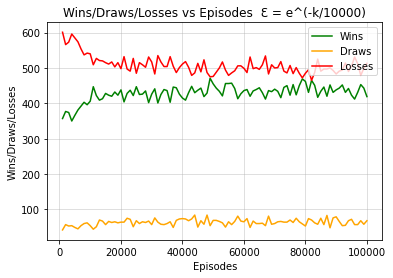 Wins/Draws/Losses vs Episodes  Ɛ = e^(-k/10000)
Wins
Draws
Losses
Wins/Draws/Losses
600
500
400
300
200
100
0
20000
40000
60000
80000
100000
Episodes